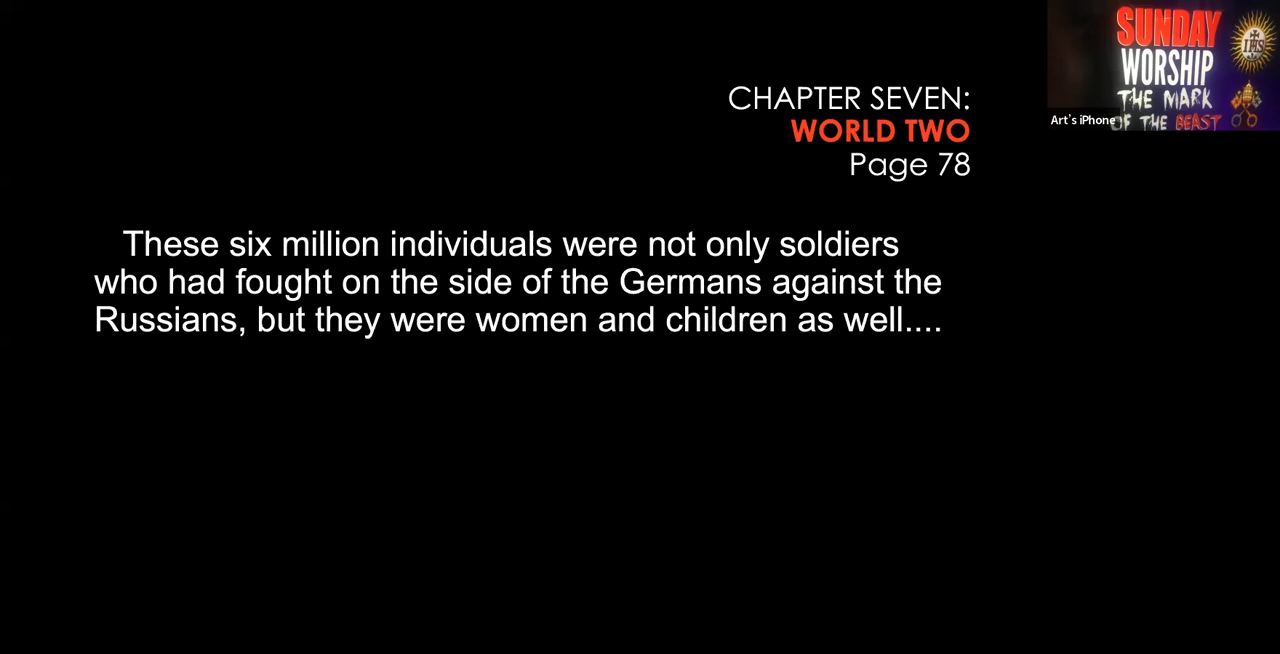 CHAPTER SEVEN:
WORLD TWO
Page 78
These six million individuals were not only soldiers
who had fought on the side of the Germans against the
Russians, but they were women and children as well....
SUNDAY
WORSHIP
THE MARK
OF THE BEAST
IHS
Art's iPhone